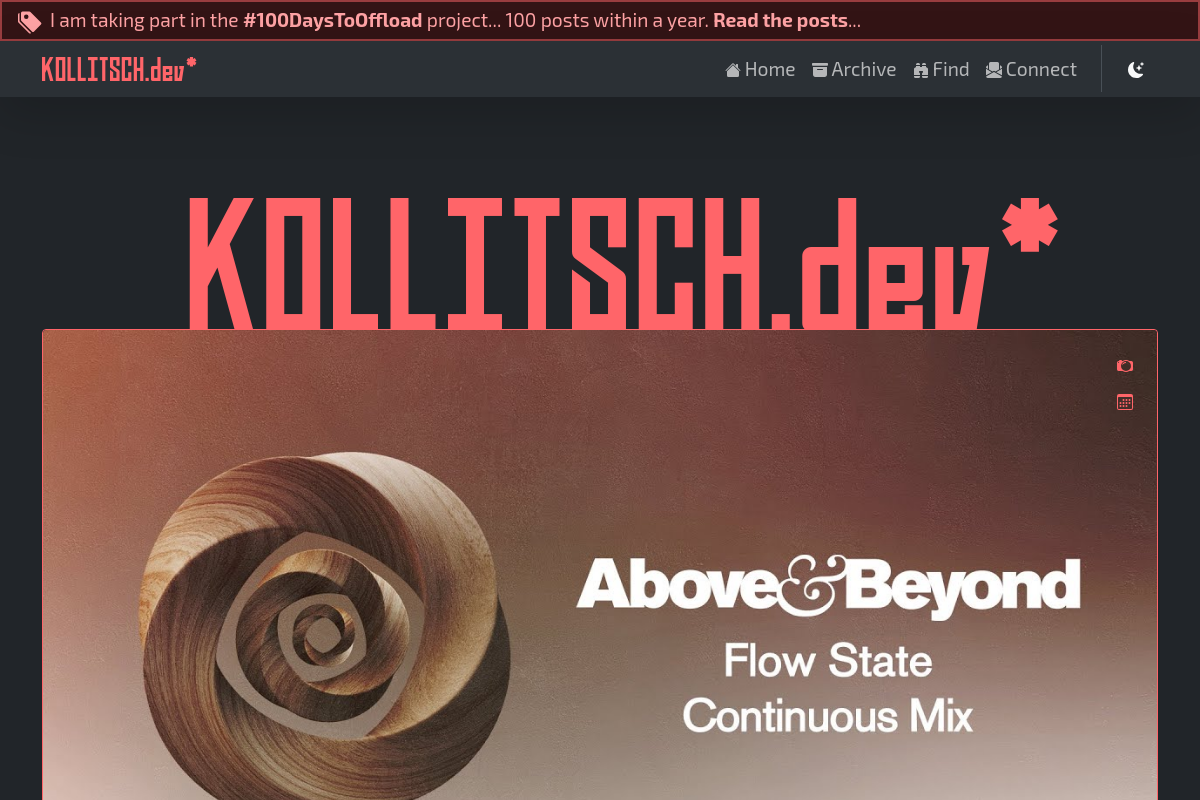 I am taking part in the #100DaysToOffload project... 100 posts within a year. Read the posts...
KOLLITSCH.dev*
Home Archive Find Connect
KOLLITSCH.dev*
Above&Beyond
Flow State
Continuous Mix